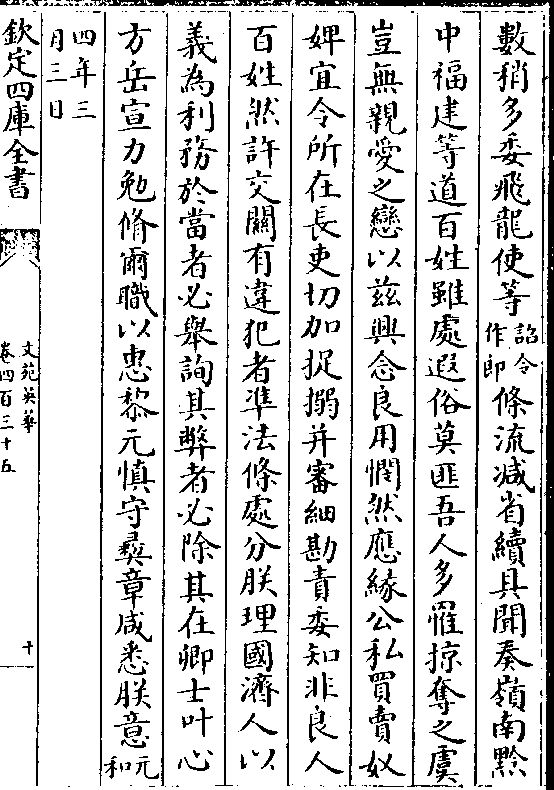 數稍多委飛龍使等詔令作即條流減省續具聞奏嶺南黔
中福建等道百姓雖處遐俗莫匪吾人多罹掠奪之虞
豈無親愛之戀以茲興念良用憫然應緣公私買賣奴
婢宜令所在長吏切加捉搦并審細勘責委知非良人
百姓然許交關有違犯者準法條處分朕理國濟人以
義為利務於當者必舉詢其弊者必除其在卿士叶心
方岳宣力勉脩爾職以惠黎元慎守彞章咸悉朕意元和
四年三月三日
欽定四庫全書
文苑英華
卷四百三十五
十